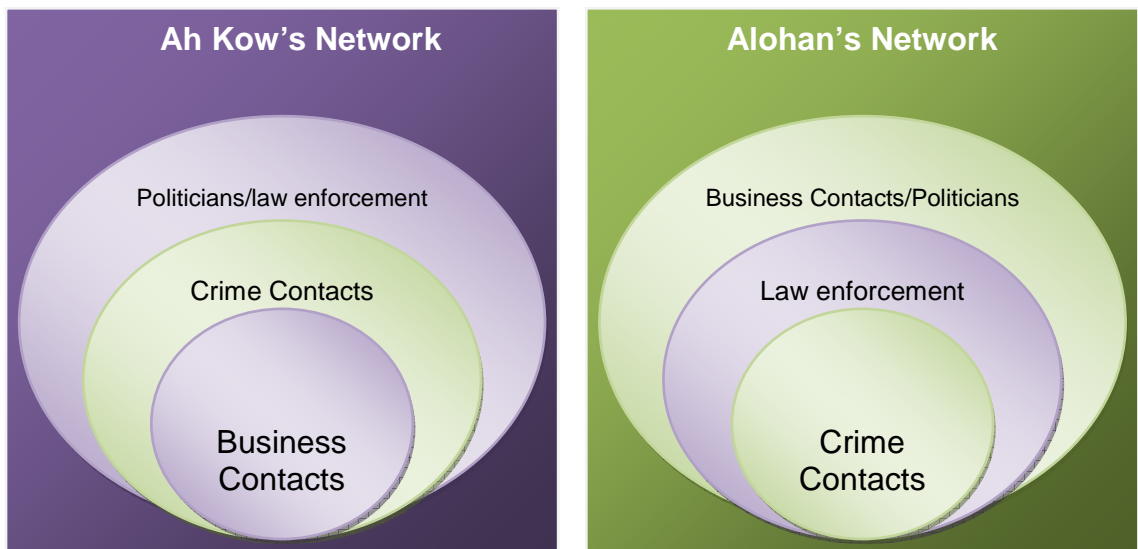 Ah Kow's Network
Politicians/law enforcement
Crime Contacts
Business
Contacts
Alohan's Network
Business Contacts/Politicians
Law enforcement
Crime
Contacts